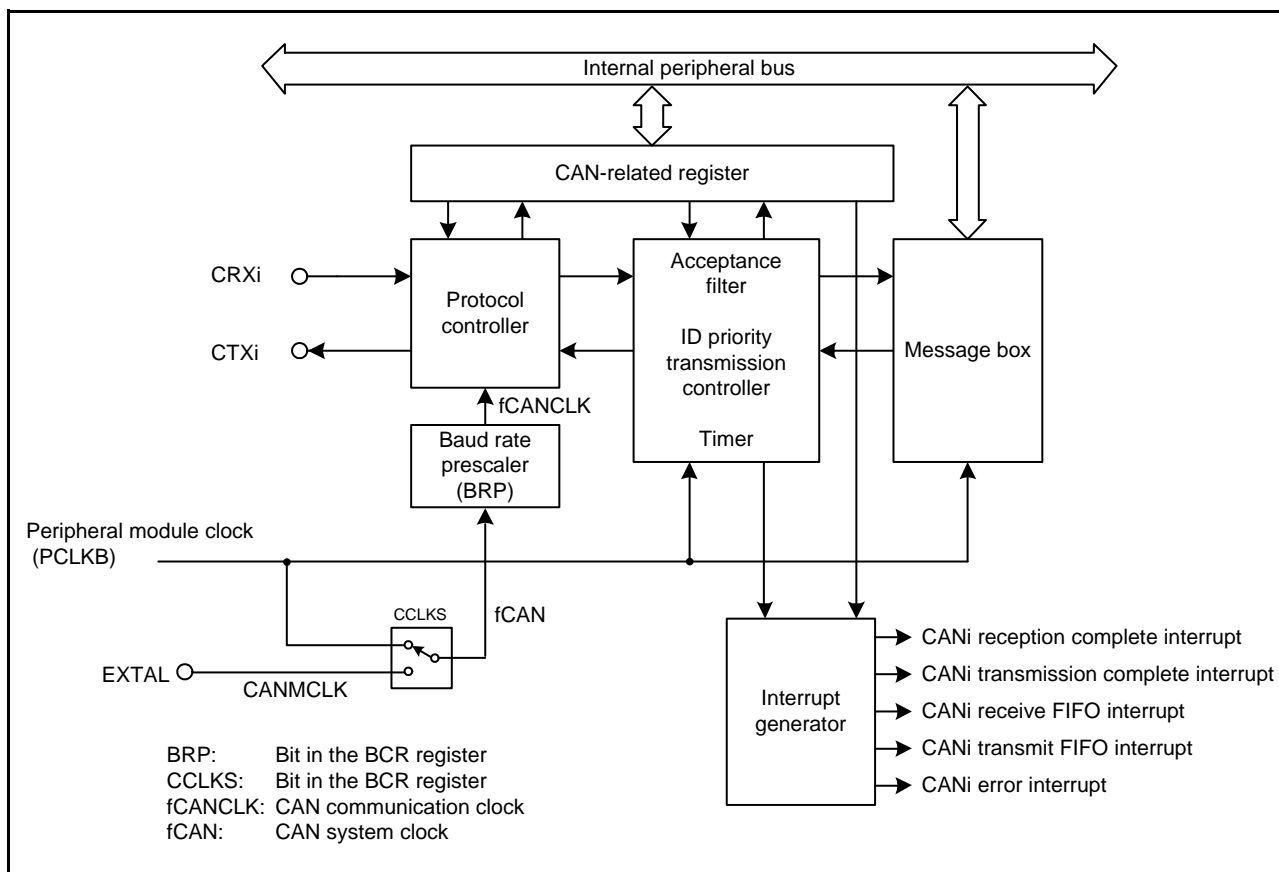 Internal peripheral bus
CAN-related register
CRXi
CTXi
Protocol
controller
Acceptance
filter
ID priority
transmission
controller
Timer
Message box
fCANCLK
Baud rate
prescaler
(BRP)
Peripheral module clock
(PCLKB)
CCLKS
fCAN
EXTAL
CANMCLK
Interrupt
generator
CANi reception complete interrupt
CANi transmission complete interrupt
CANi receive FIFO interrupt
CANi transmit FIFO interrupt
CANi error interrupt
BRP: Bit in the BCR register
CCLKS: Bit in the BCR register
fCANCLK: CAN communication clock
fCAN: CAN system clock